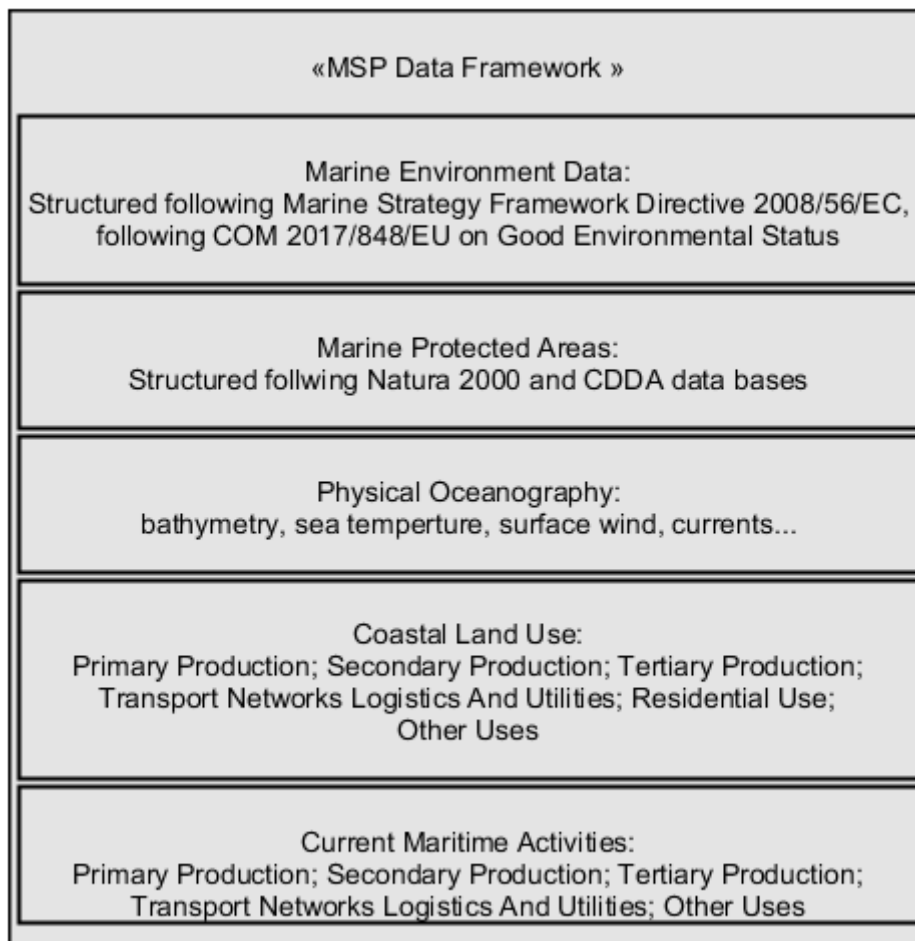 «MSP Data Framework »
Marine Environment Data:
Structured following Marine Strategy Framework Directive 2008/56/EC,
following COM 2017/848/EU on Good Environmental Status
Marine Protected Areas:
Structured follwing Natura 2000 and CDDA data bases
Physical Oceanography:
bathymetry, sea temperture, surface wind, currents...
Coastal Land Use:
Primary Production; Secondary Production; Tertiary Production;
Transport Networks Logistics And Utilities; Residential Use;
Other Uses
Current Maritime Activities:
Primary Production; Secondary Production; Tertiary Production;
Transport Networks Logistics And Utilities; Other Uses